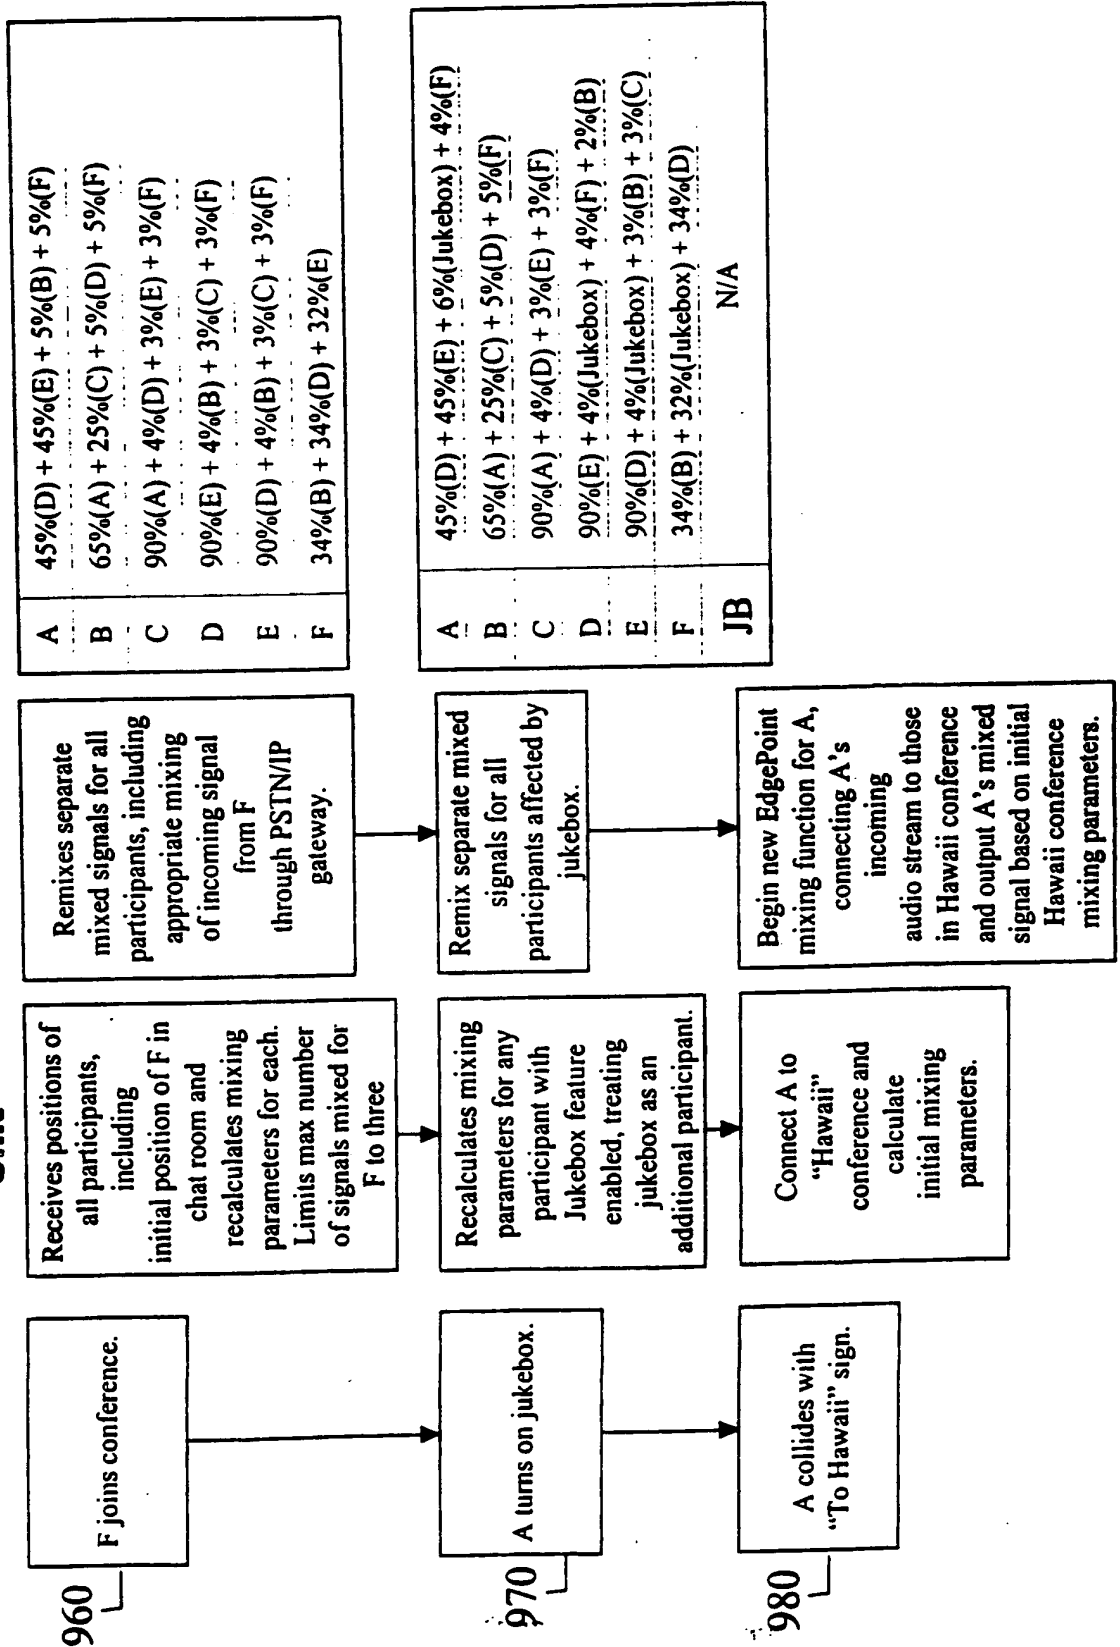 960
F joins conference.
Receives positions of
all participants,
including
initial position of F in
chat room and
recalculates mixing
parameters for each.
Limits max number
of signals mixed for
F to three
Remixes separate
mixed signals for all
participants, including
appropriate mixing
of incoming signal
from F
through PSTN/IP
gateway.
A 45%(D) + 45%(E) + 5%(B) + 5%(F)
B 65%(A) + 25%(C) + 5%(D) + 5%(F)
C 90%(A) + 4%(D) + 3%(E) + 3%(F)
D 90%(E) + 4%(B) + 3%(C) + 3%(F)
E 90%(D) + 4%(B) + 3%(C) + 3%(F)
F 34%(B) + 34%(D) + 32%(E)
970
A turns on jukebox.
Recalculates mixing
parameters for any
participant with
Jukebox feature
enabled, treating
jukebox as an
additional participant.
Remix separate mixed
signals for all
participants affected by
jukebox.
A 45%(D) + 45%(E) + 6%(Jukebox) + 4%(F)
B 65%(A) + 25%(C) + 5%(D) + 5%(F)
C 90%(A) + 4%(D) + 3%(E) + 3%(F)
D 90%(E) + 4%(Jukebox) + 4%(F) + 2%(B)
E 90%(D) + 4%(Jukebox) + 3%(B) + 3%(C)
F 34%(B) + 32%(Jukebox) + 34%(D)
JB N/A
980
A collides with
"To Hawaii" sign.
Connect A to
"Hawaii"
conference and
calculate
initial mixing
parameters.
Begin new EdgePoint
mixing function for A,
connecting A's
incoming
audio stream to those
in Hawaii conference
and output A's mixed
signal based on initial
Hawaii conference
mixing parameters.